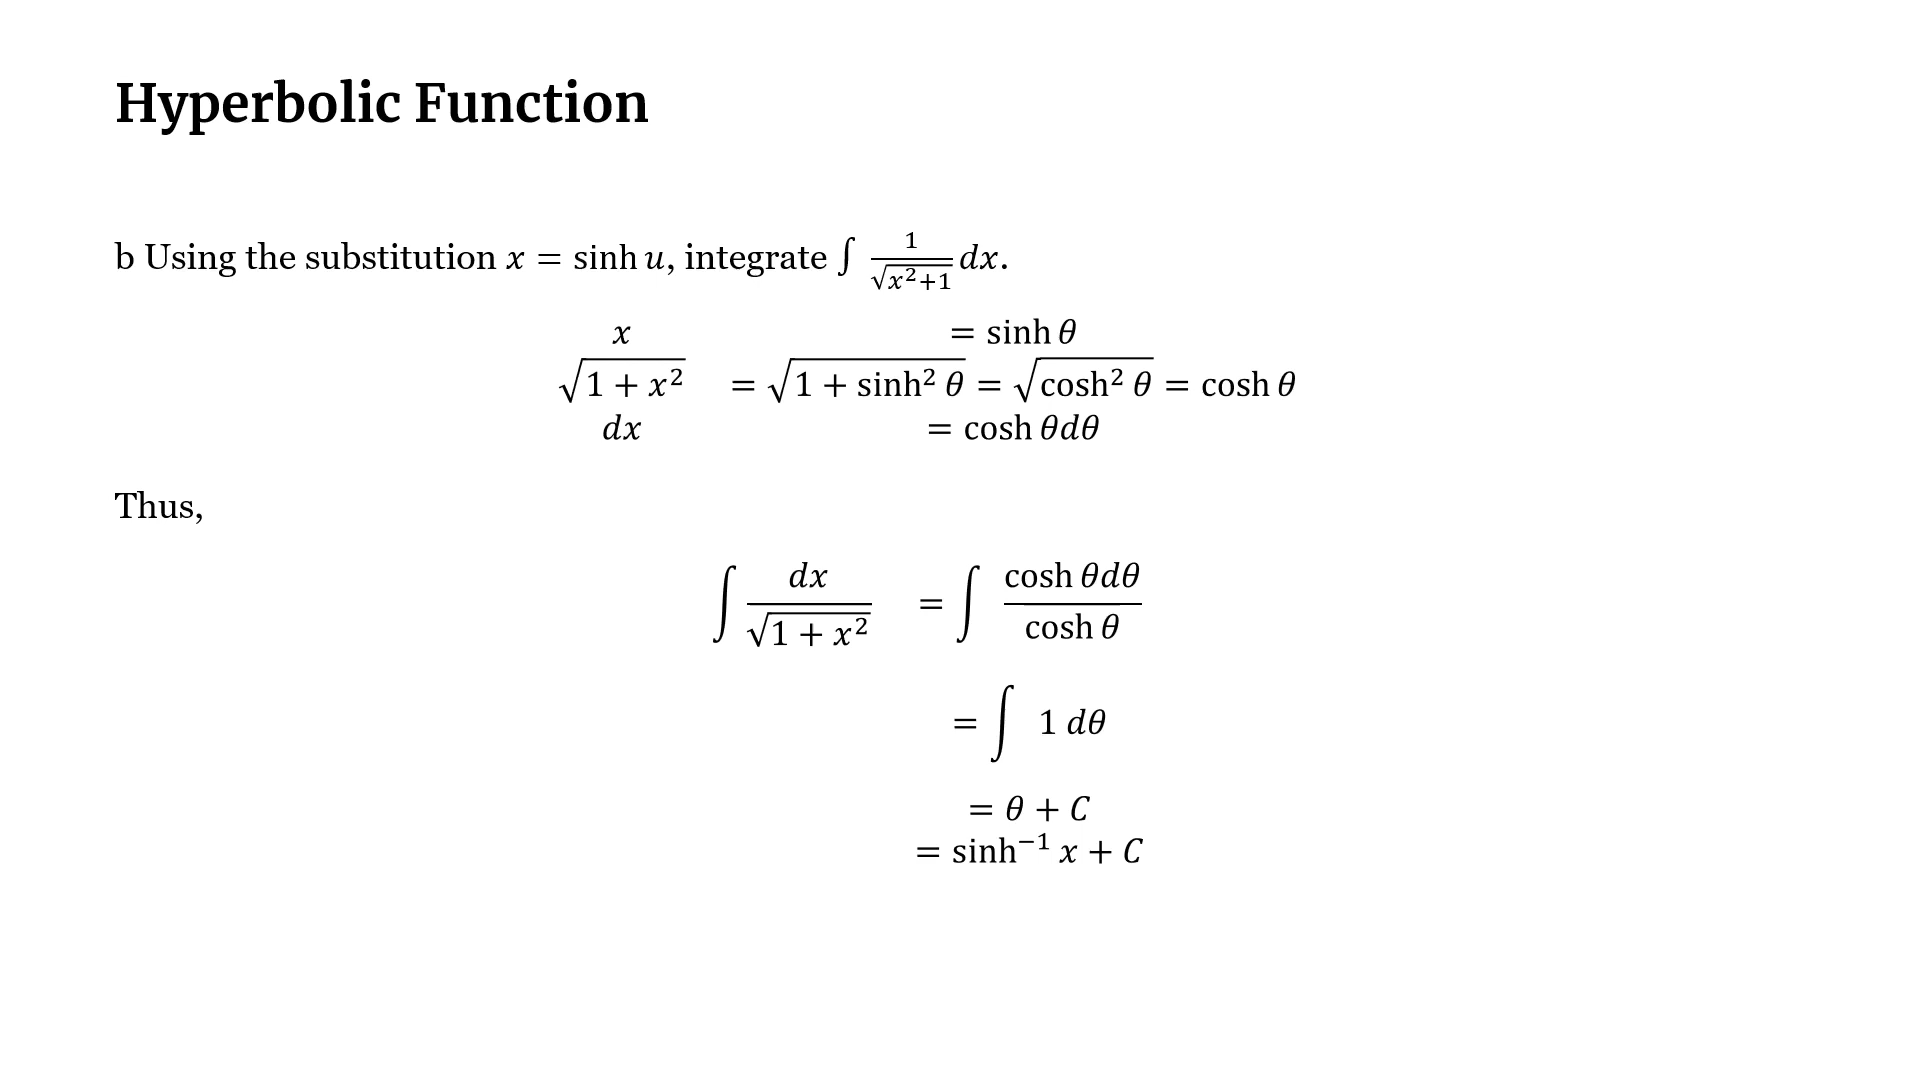 Hyperbolic Function
b Using the substitution x = sinh u, integrate ∫ 1/√(x²+1) dx.
x = sinh θ
√(1 + x²) = √(1 + sinh² θ) = √(cosh² θ) = cosh θ
dx = cosh θdθ
Thus,
∫ dx/√(1 + x²) = ∫ cosh θdθ/cosh θ
= ∫ 1 dθ
= θ + C
= sinh⁻¹ x + C